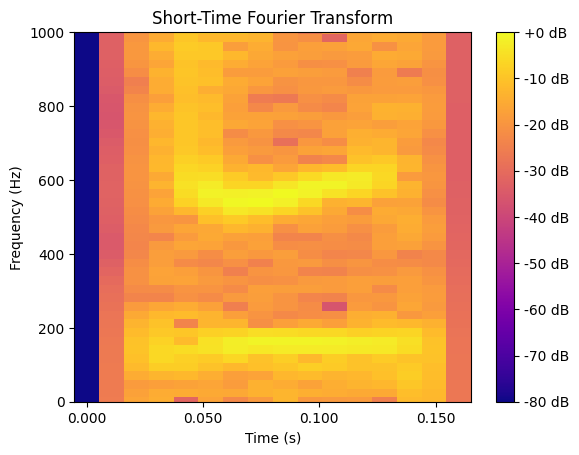 Short-Time Fourier Transform
Frequency (Hz)
1000
800
600
400
200
0
0.000
0.050
0.100
0.150
Time (s)
+0 dB
-10 dB
-20 dB
-30 dB
-40 dB
-50 dB
-60 dB
-70 dB
-80 dB